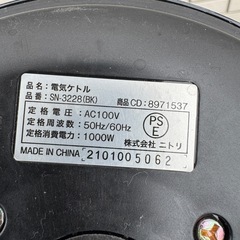 品名：電気ケトル
品番：SN-3228(BK) 商品CD：8971537
定格電圧：AC100V
定格周波数：50Hz/60Hz
定格消費電力：1000W
PS
E
株式会社 ニトリ
MADE IN CHINA 2101005062